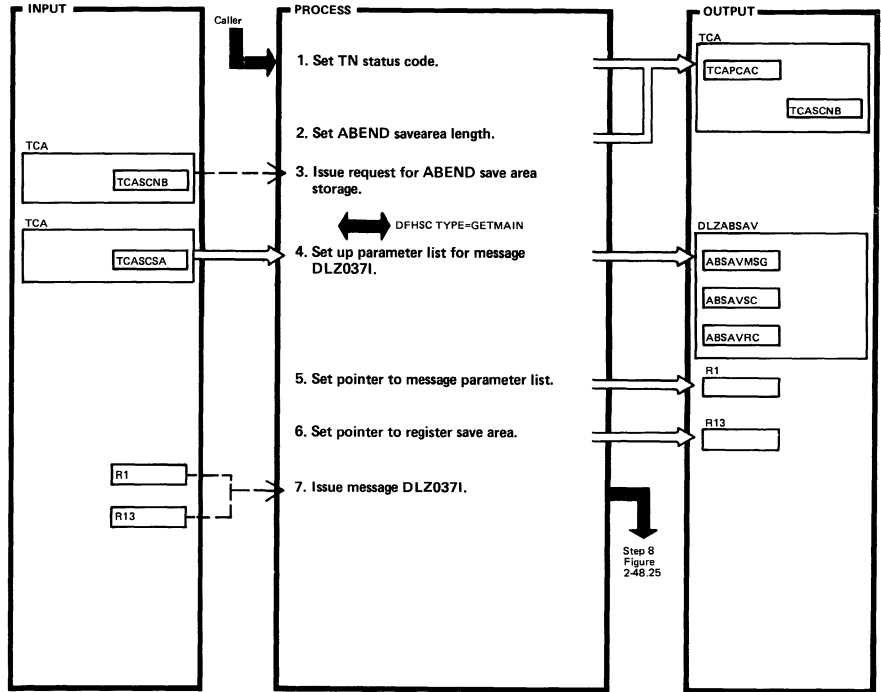 INPUT
PROCESS
OUTPUT
Caller
TCA
1. Set TN status code.
TCAPCAC
TCASCNB
2. Set ABEND savearea length.
TCA
TCASCNB
3. Issue request for ABEND save area
storage.
TCA
TCASCSA
DFHSC TYPE=GETMAIN
4. Set up parameter list for message
DLZ037I.
DLZABSAV
ABSAVMSG
ABSAVSC
ABSAVRC
5. Set pointer to message parameter list.
R1
6. Set pointer to register save area.
R13
R1
R13
7. Issue message DLZ037I.
Step 8
Figure
2-48.25